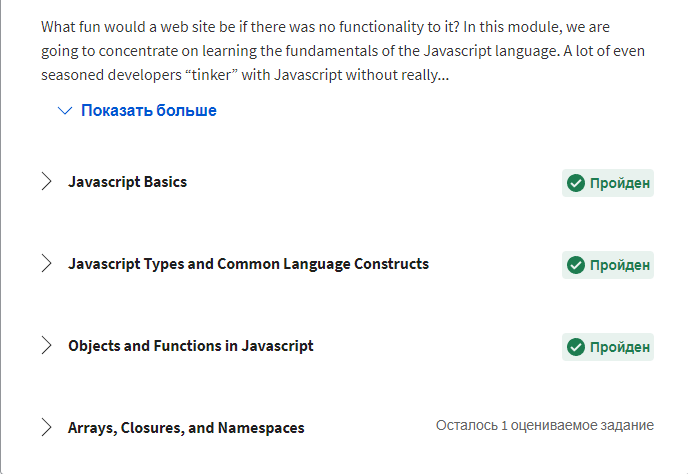 What fun would a web site be if there was no functionality to it? In this module, we are
going to concentrate on learning the fundamentals of the Javascript language. A lot of even
seasoned developers “tinker” with Javascript without really...
Показать больше
Javascript Basics
Пройден
Javascript Types and Common Language Constructs
Пройден
Objects and Functions in Javascript
Пройден
Arrays, Closures, and Namespaces
Осталось 1 оцениваемое задание